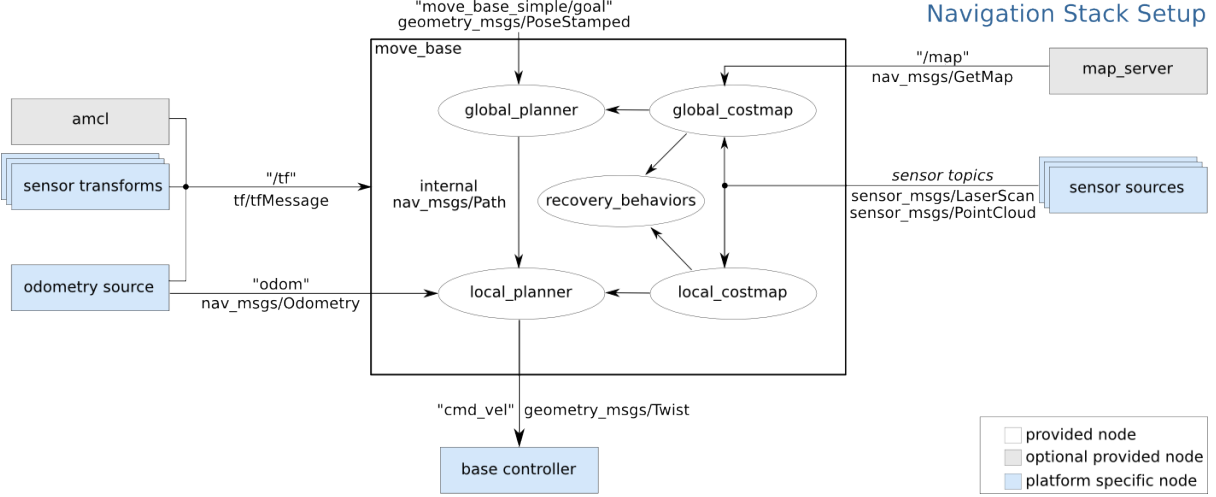 Navigation Stack Setup
"move_base_simple/goal"
geometry_msgs/PoseStamped
move_base
"/map"
nav_msgs/GetMap
map_server
amcl
global_planner
global_costmap
sensor transforms
"/tf"
tf/tfMessage
internal
nav_msgs/Path
recovery_behaviors
sensor topics
sensor_msgs/LaserScan
sensor_msgs/PointCloud
sensor sources
odometry source
"odom"
nav_msgs/Odometry
local_planner
local_costmap
"cmd_vel" geometry_msgs/Twist
base controller
provided node
optional provided node
platform specific node